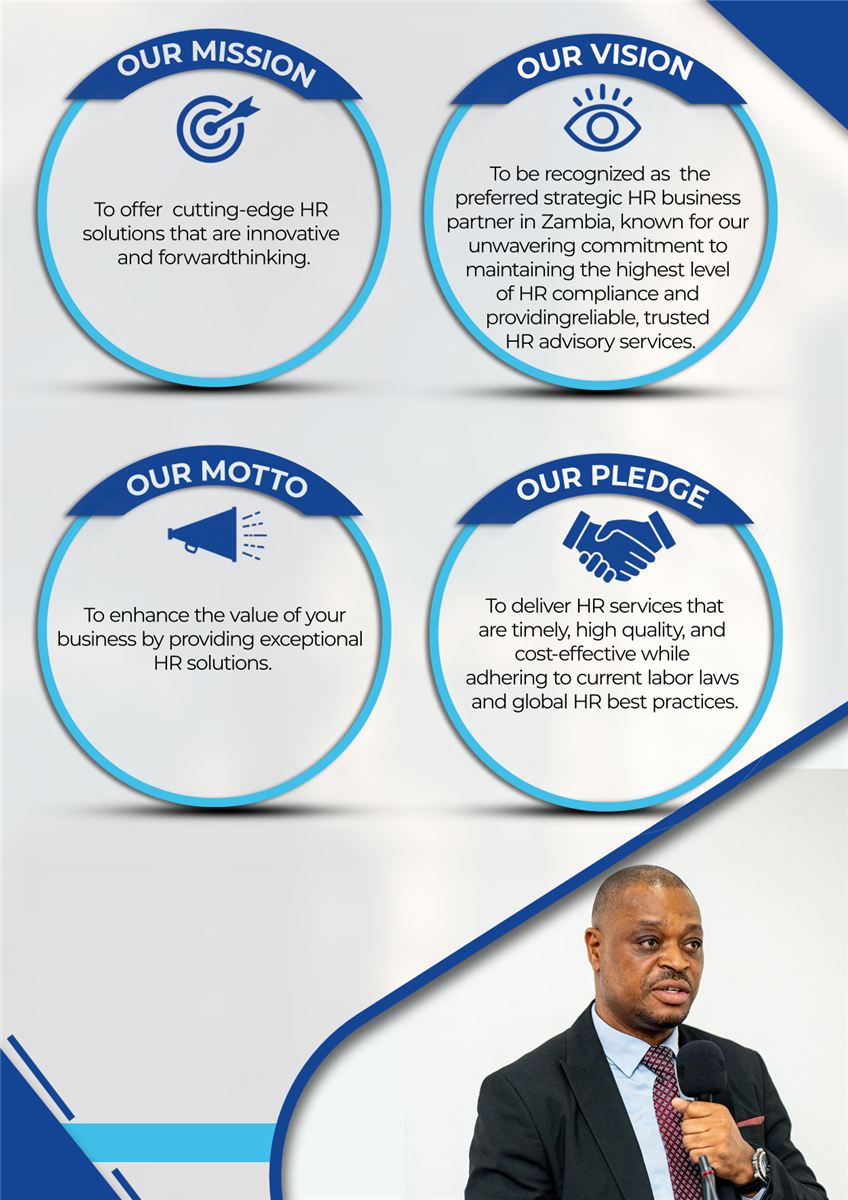 OUR MISSION
To offer cutting-edge HR
solutions that are innovative
and forwardthinking.
OUR VISION
To be recognized as the
preferred strategic HR business
partner in Zambia, known for our
unwavering commitment to
maintaining the highest level
of HR compliance and
providingreliable, trusted
HR advisory services.
OUR MOTTO
To enhance the value of your
business by providing exceptional
HR solutions.
OUR PLEDGE
To deliver HR services that
are timely, high quality, and
cost-effective while
adhering to current labor laws
and global HR best practices.